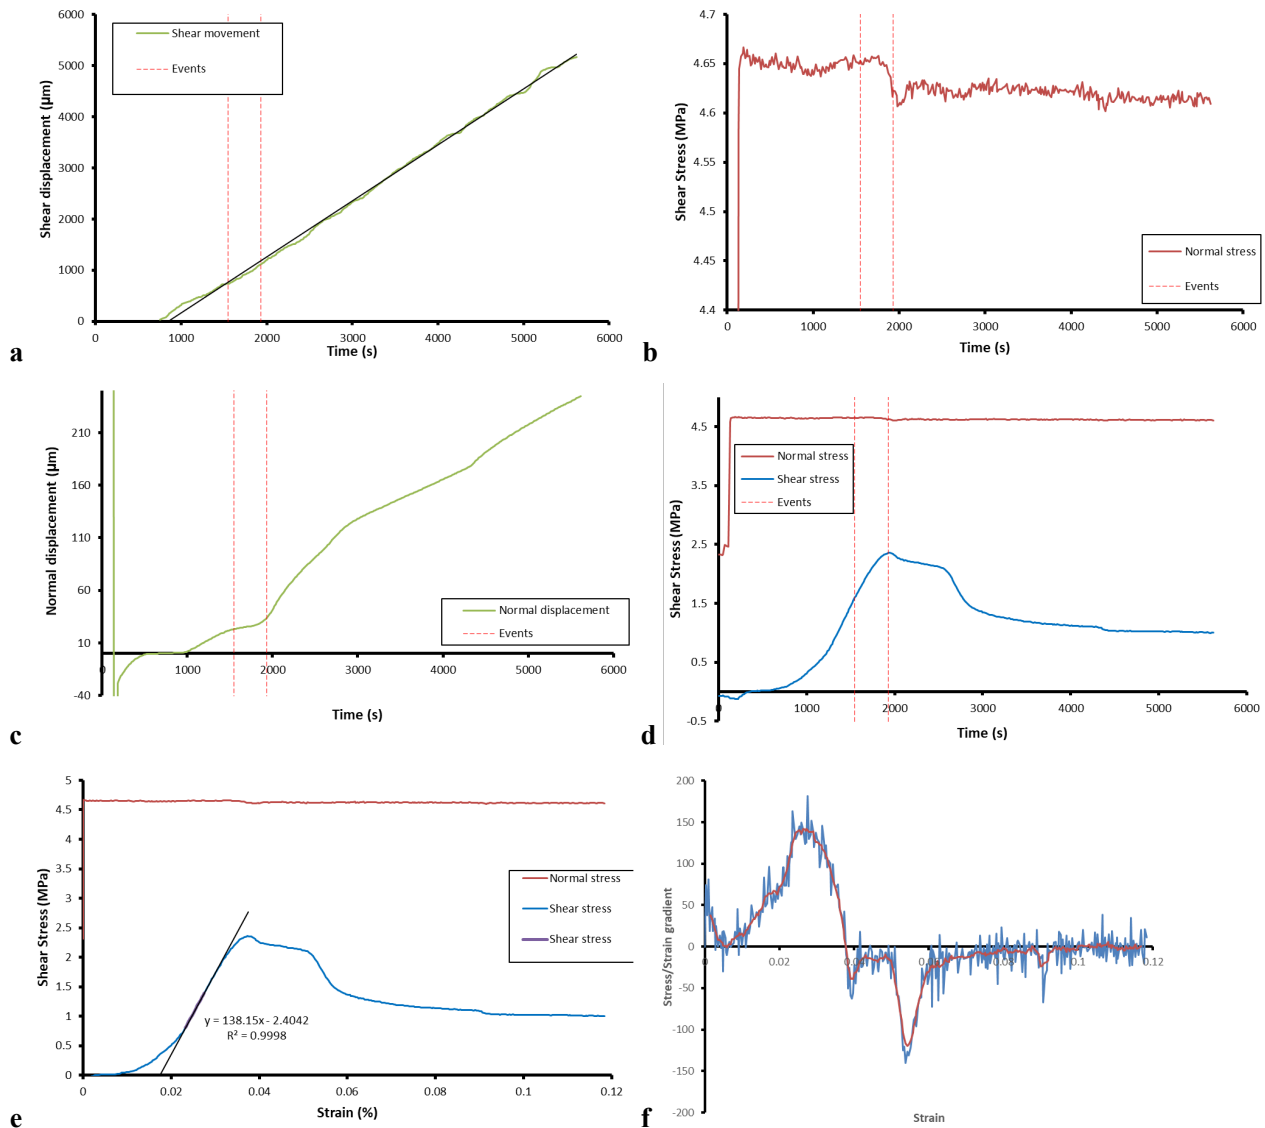 6000
5000
4000
3000
2000
1000
0
0 1000 2000 3000 4000 5000 6000
Shear displacement (µm)
Time (s)
Shear movement
Events
a
4.7
4.65
4.6
4.55
4.5
4.45
4.4
0 1000 2000 3000 4000 5000 6000
Shear Stress (MPa)
Time (s)
Normal stress
Events
b
210
160
110
60
10
-40
0 1000 2000 3000 4000 5000 6000
Normal displacement (µm)
Time (s)
Normal displacement
Events
c
4.5
3.5
2.5
1.5
0.5
-0.5
0 1000 2000 3000 4000 5000 6000
Shear Stress (MPa)
Time (s)
Normal stress
Shear stress
Events
d
5
4.5
4
3.5
3
2.5
2
1.5
1
0.5
0
0 0.02 0.04 0.06 0.08 0.1 0.12
Shear Stress (MPa)
Strain (%)
Normal stress
Shear stress
Shear stress
y = 138.15x - 2.4042
R² = 0.9998
e
200
150
100
50
0
-50
-100
-150
-200
0 0.02 0.04 0.06 0.08 0.1 0.12
Stress/Strain gradient
Strain
f